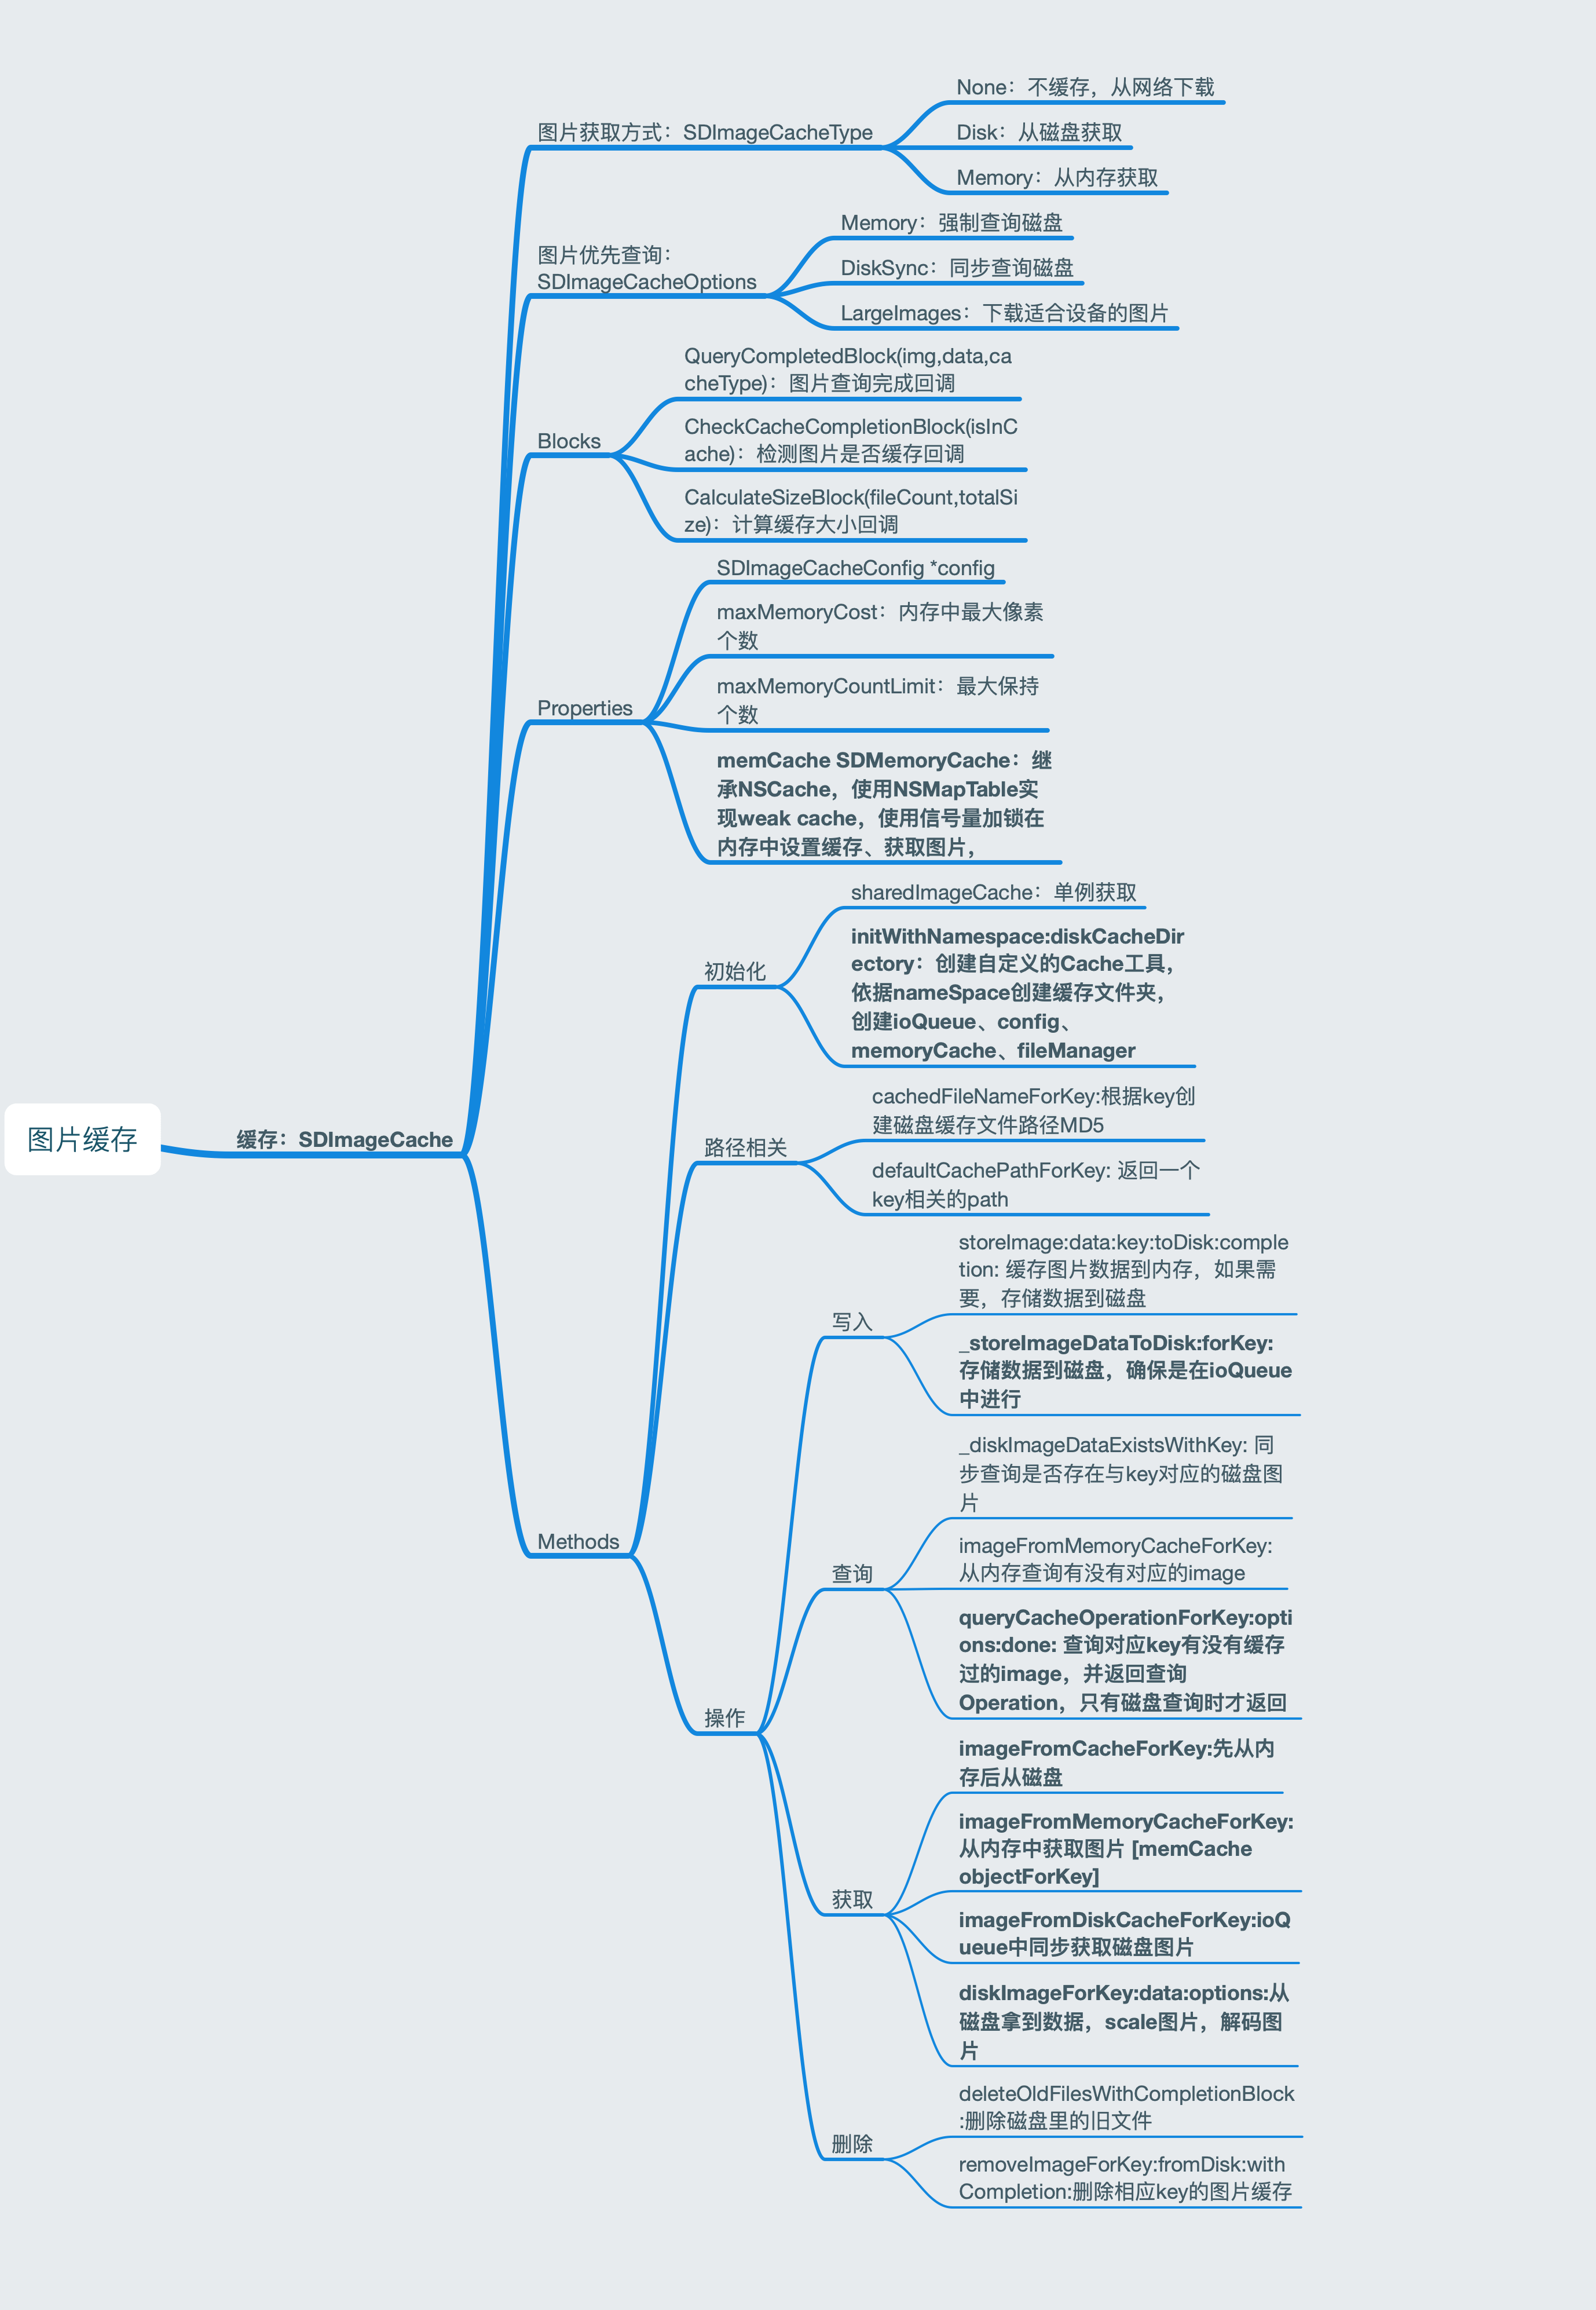 None：不缓存，从网络下载
图片获取方式：SDImageCacheType
Disk：从磁盘获取
Memory：从内存获取
Memory：强制查询磁盘
图片优先查询：
SDImageCacheOptions
DiskSync：同步查询磁盘
LargeImages：下载适合设备的图片
QueryCompletedBlock(img,data,ca
cheType)：图片查询完成回调
Blocks
CheckCacheCompletionBlock(isInC
ache)：检测图片是否缓存回调
CalculateSizeBlock(fileCount,totalSi
ze)：计算缓存大小回调
SDImageCacheConfig *config
maxMemoryCost：内存中最大像素
个数
Properties
maxMemoryCountLimit：最大保持
个数
memCache SDMemoryCache：继
承NSCache，使用NSMapTable实
现weak cache，使用信号量加锁在
内存中设置缓存、获取图片，
sharedImageCache：单例获取
初始化
initWithNamespace:diskCacheDir
ectory：创建自定义的Cache工具，
依据nameSpace创建缓存文件夹，
创建ioQueue、config、
memoryCache、fileManager
图片缓存
缓存：SDImageCache
cachedFileNameForKey:根据key创
建磁盘缓存文件路径MD5
路径相关
defaultCachePathForKey: 返回一个
key相关的path
Methods
storeImage:data:key:toDisk:comple
tion: 缓存图片数据到内存，如果需
要，存储数据到磁盘
写入
_storeImageDataToDisk:forKey:
存储数据到磁盘，确保是在ioQueue
中进行
_diskImageDataExistsWithKey: 同
步查询是否存在与key对应的磁盘图
片
查询
imageFromMemoryCacheForKey:
从内存查询有没有对应的image
queryCacheOperationForKey:opti
ons:done: 查询对应key有没有缓存
过的image，并返回查询
Operation，只有磁盘查询时才返回
操作
imageFromCacheForKey:先从内
存后从磁盘
imageFromMemoryCacheForKey:
从内存中获取图片 [memCache
objectForKey]
获取
imageFromDiskCacheForKey:ioQ
ueue中同步获取磁盘图片
diskImageForKey:data:options:从
磁盘拿到数据，scale图片，解码图
片
deleteOldFilesWithCompletionBlock
:删除磁盘里的旧文件
删除
removeImageForKey:fromDisk:with
Completion:删除相应key的图片缓存